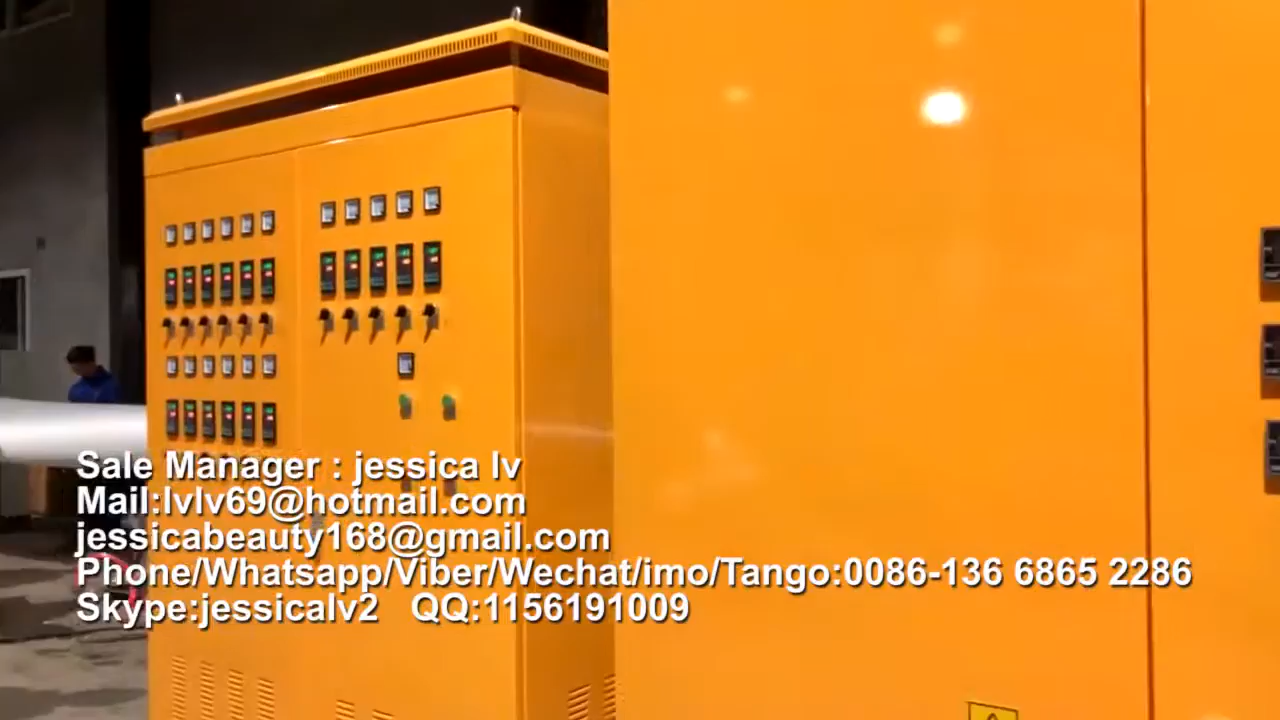 Sale Manager : jessica lv
Mail:lvlv69@hotmail.com
jessicabeauty168@gmail.com
Phone/Whatsapp/Viber/Wechat/imo/Tango:0086-136 6865 2286
Skype:jessicalv2 QQ:1156191009